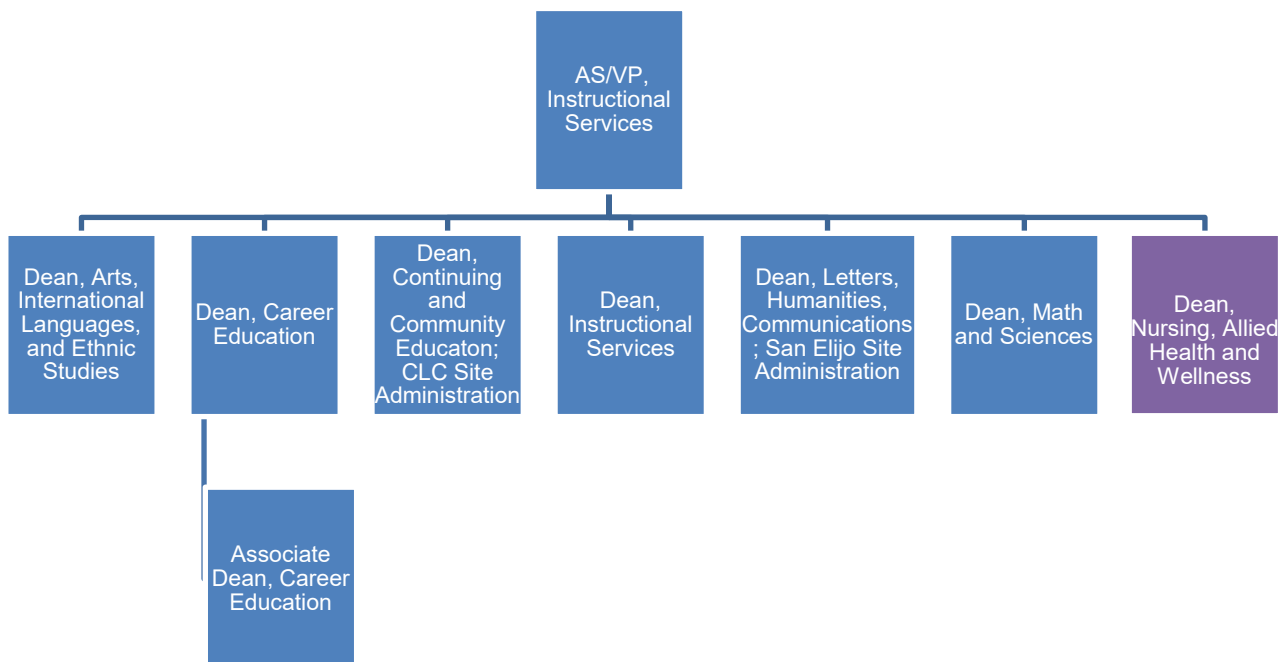 AS/VP,
Instructional
Services
Dean, Arts,
International
Languages,
and Ethnic
Studies
Dean, Career
Education
Dean,
Continuing
and
Community
Educaton;
CLC Site
Administration
Dean,
Instructional
Services
Dean, Letters,
Humanities,
Communications
; San Elijo Site
Administration
Dean, Math
and Sciences
Dean,
Nursing, Allied
Health and
Wellness
Associate
Dean, Career
Education